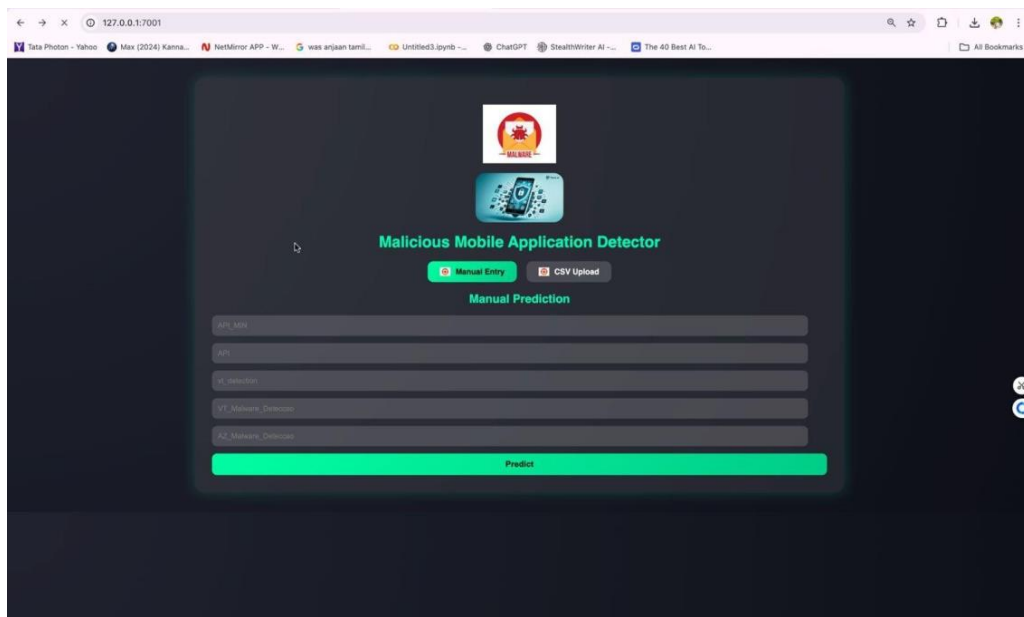 127.0.0.1:7001
Tata Photon - Yahoo
Max (2024) Kanna...
NetMirror APP - W...
was anjaan tamil...
Untitled3.ipynb -...
ChatGPT
StealthWriter AI -...
The 40 Best AI To...
All Bookmarks
MALWARE
Malicious Mobile Application Detector
Manual Entry
CSV Upload
Manual Prediction
API_MIN
API
vt_detection
VT_Malware_Deteccao
AZ_Malware_Deteccao
Predict